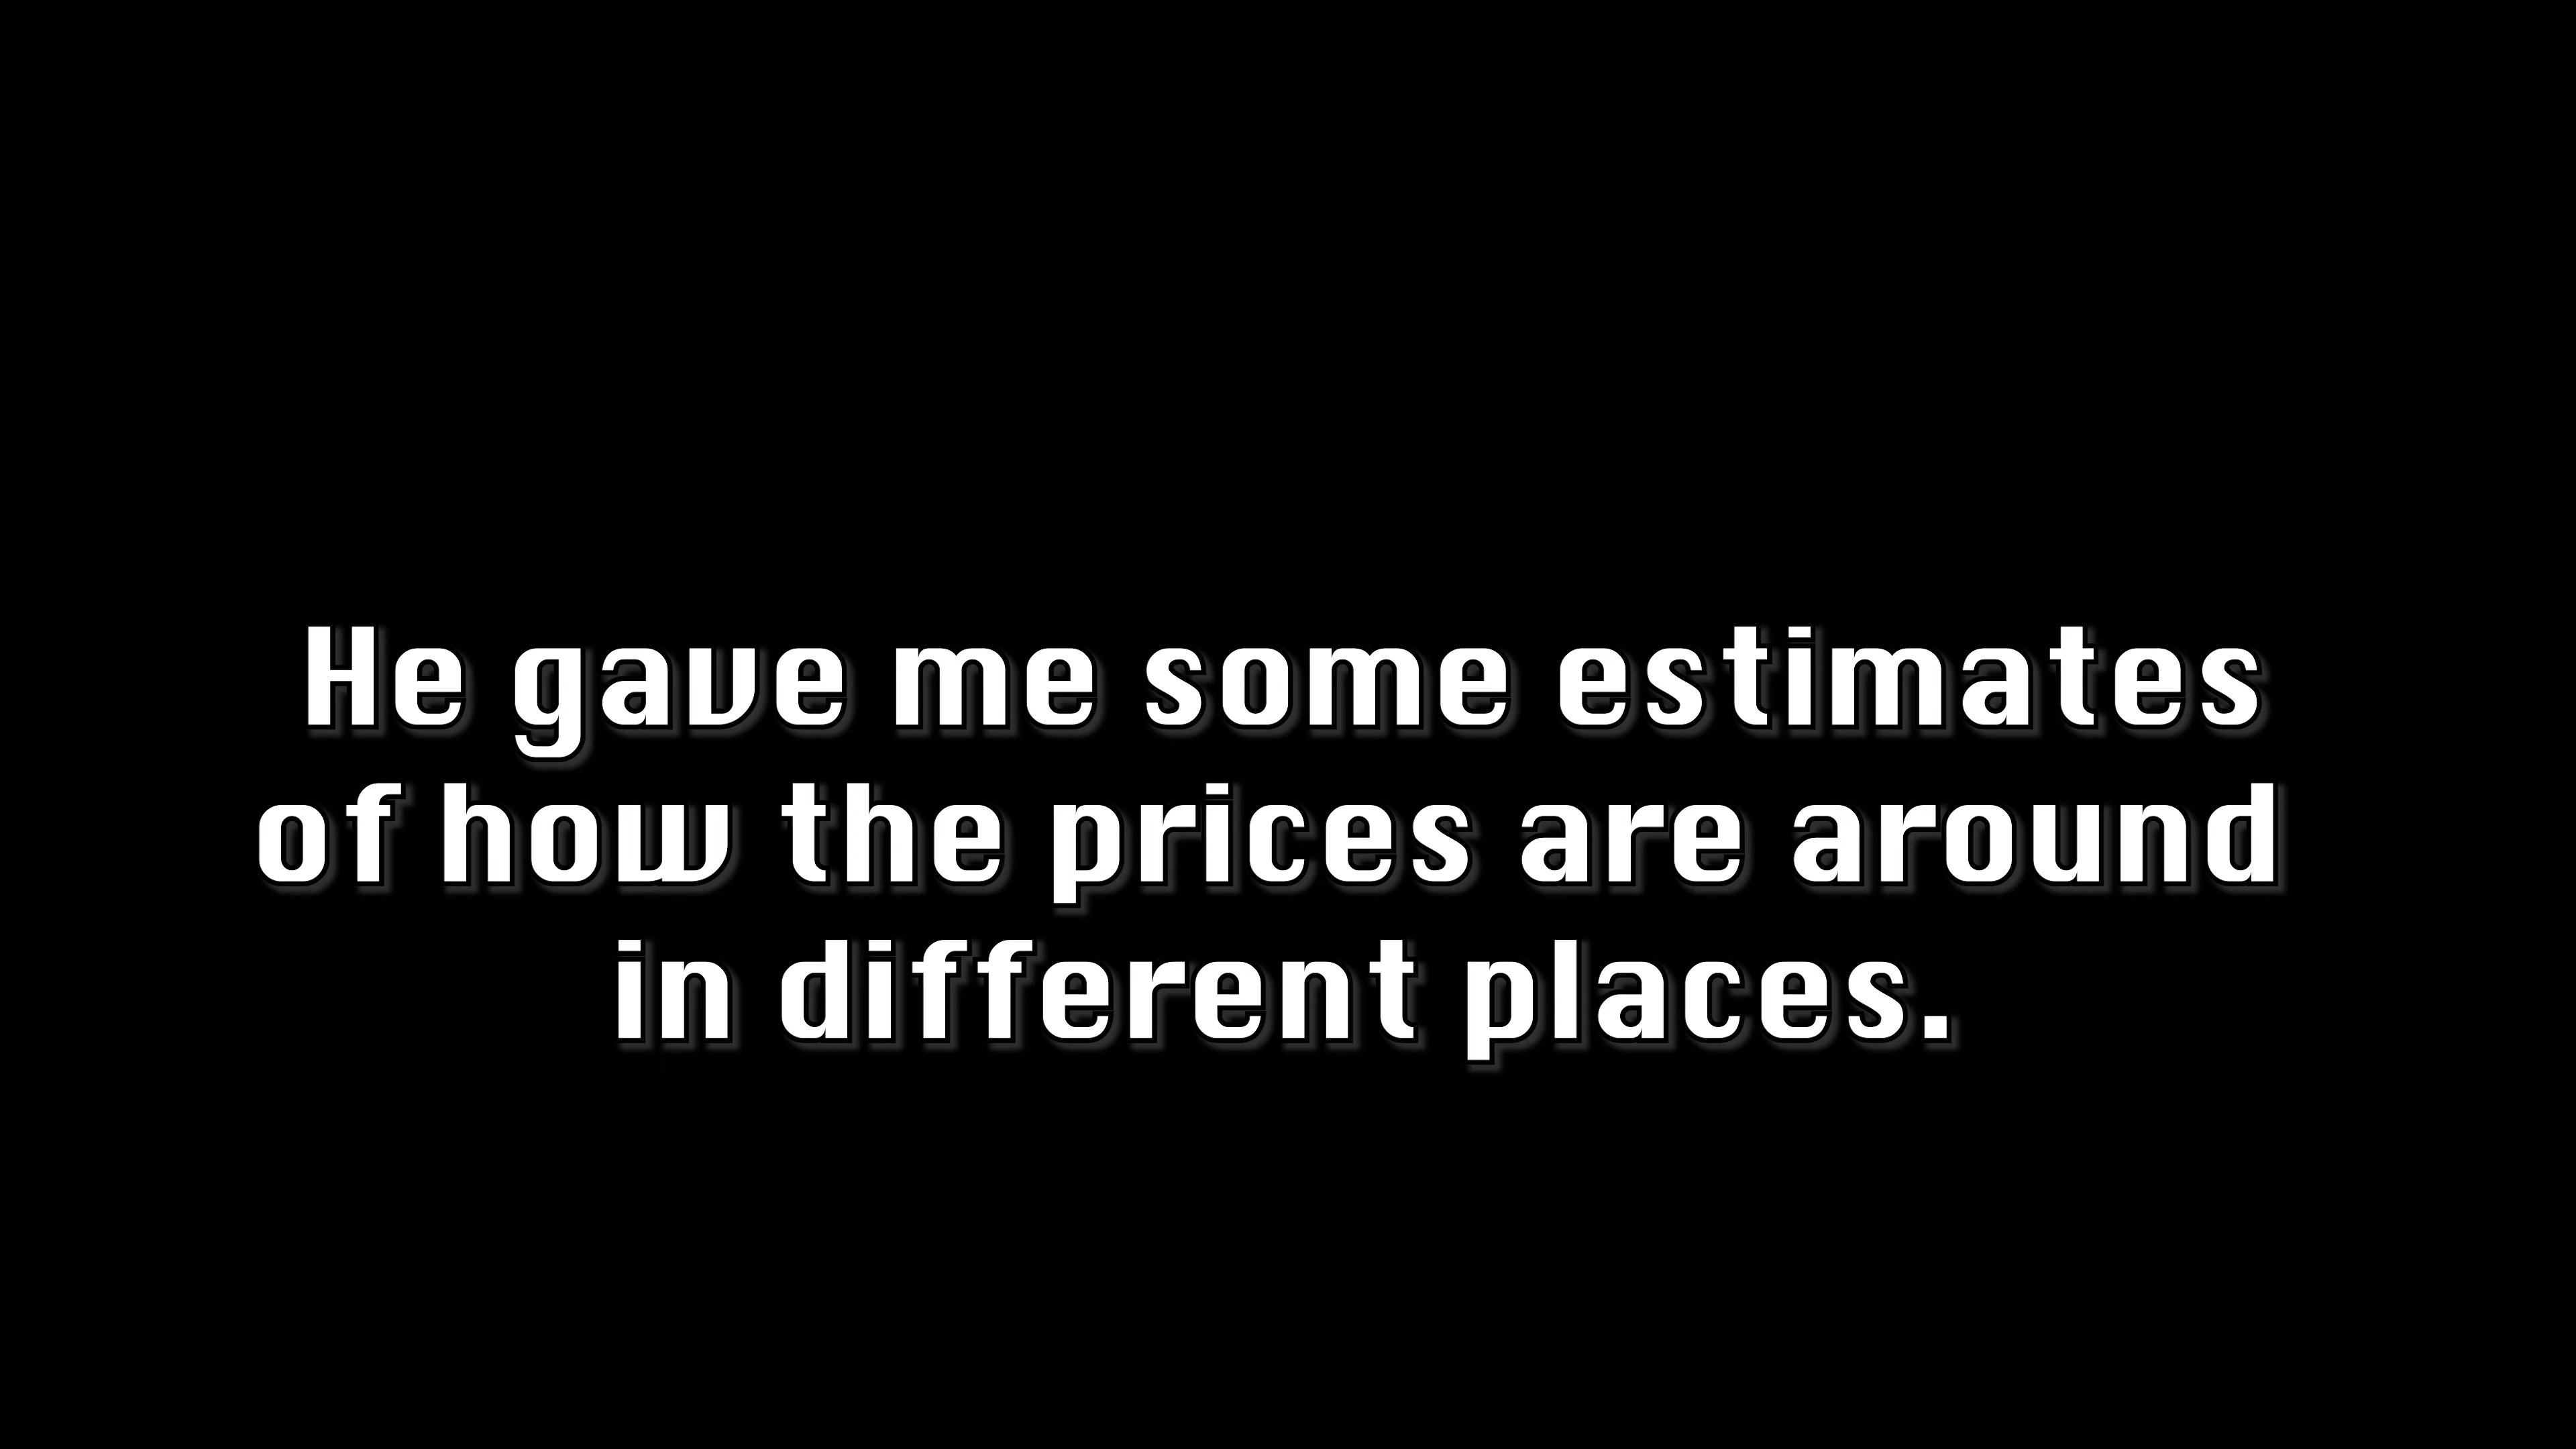 He gave me some estimates
of how the prices are around
in different places.